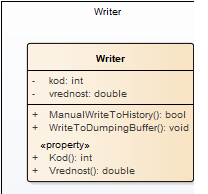 Writer
Writer
- kod: int
- vrednost: double
+ ManualWriteToHistory(): bool
+ WriteToDumpingBuffer(): void
«property»
+ Kod(): int
+ Vrednost(): double